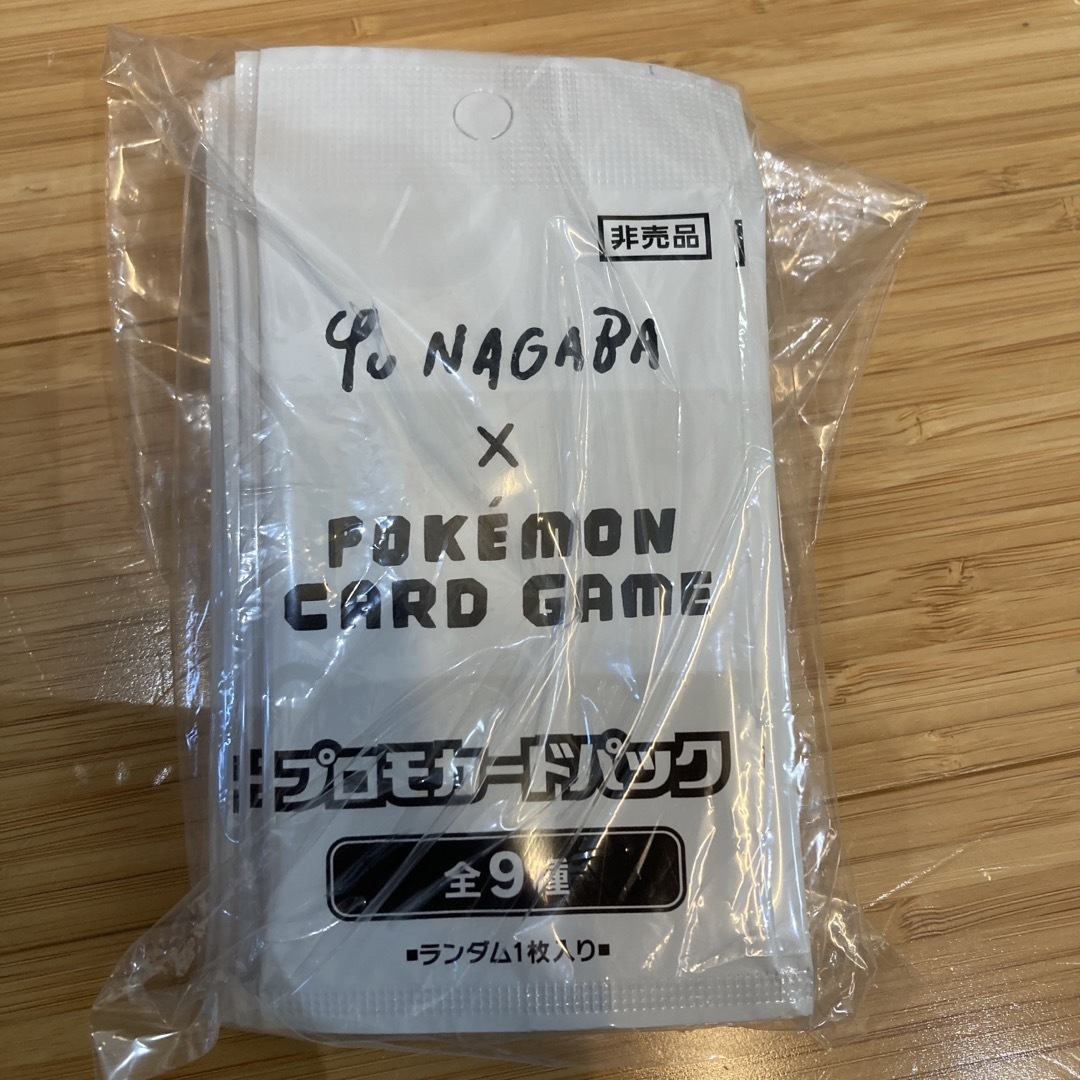 非売品
Yu NAGABA
×
POKÉMON
CARD GAME
プロモカードパック
全9種
■ランダム1枚入り■